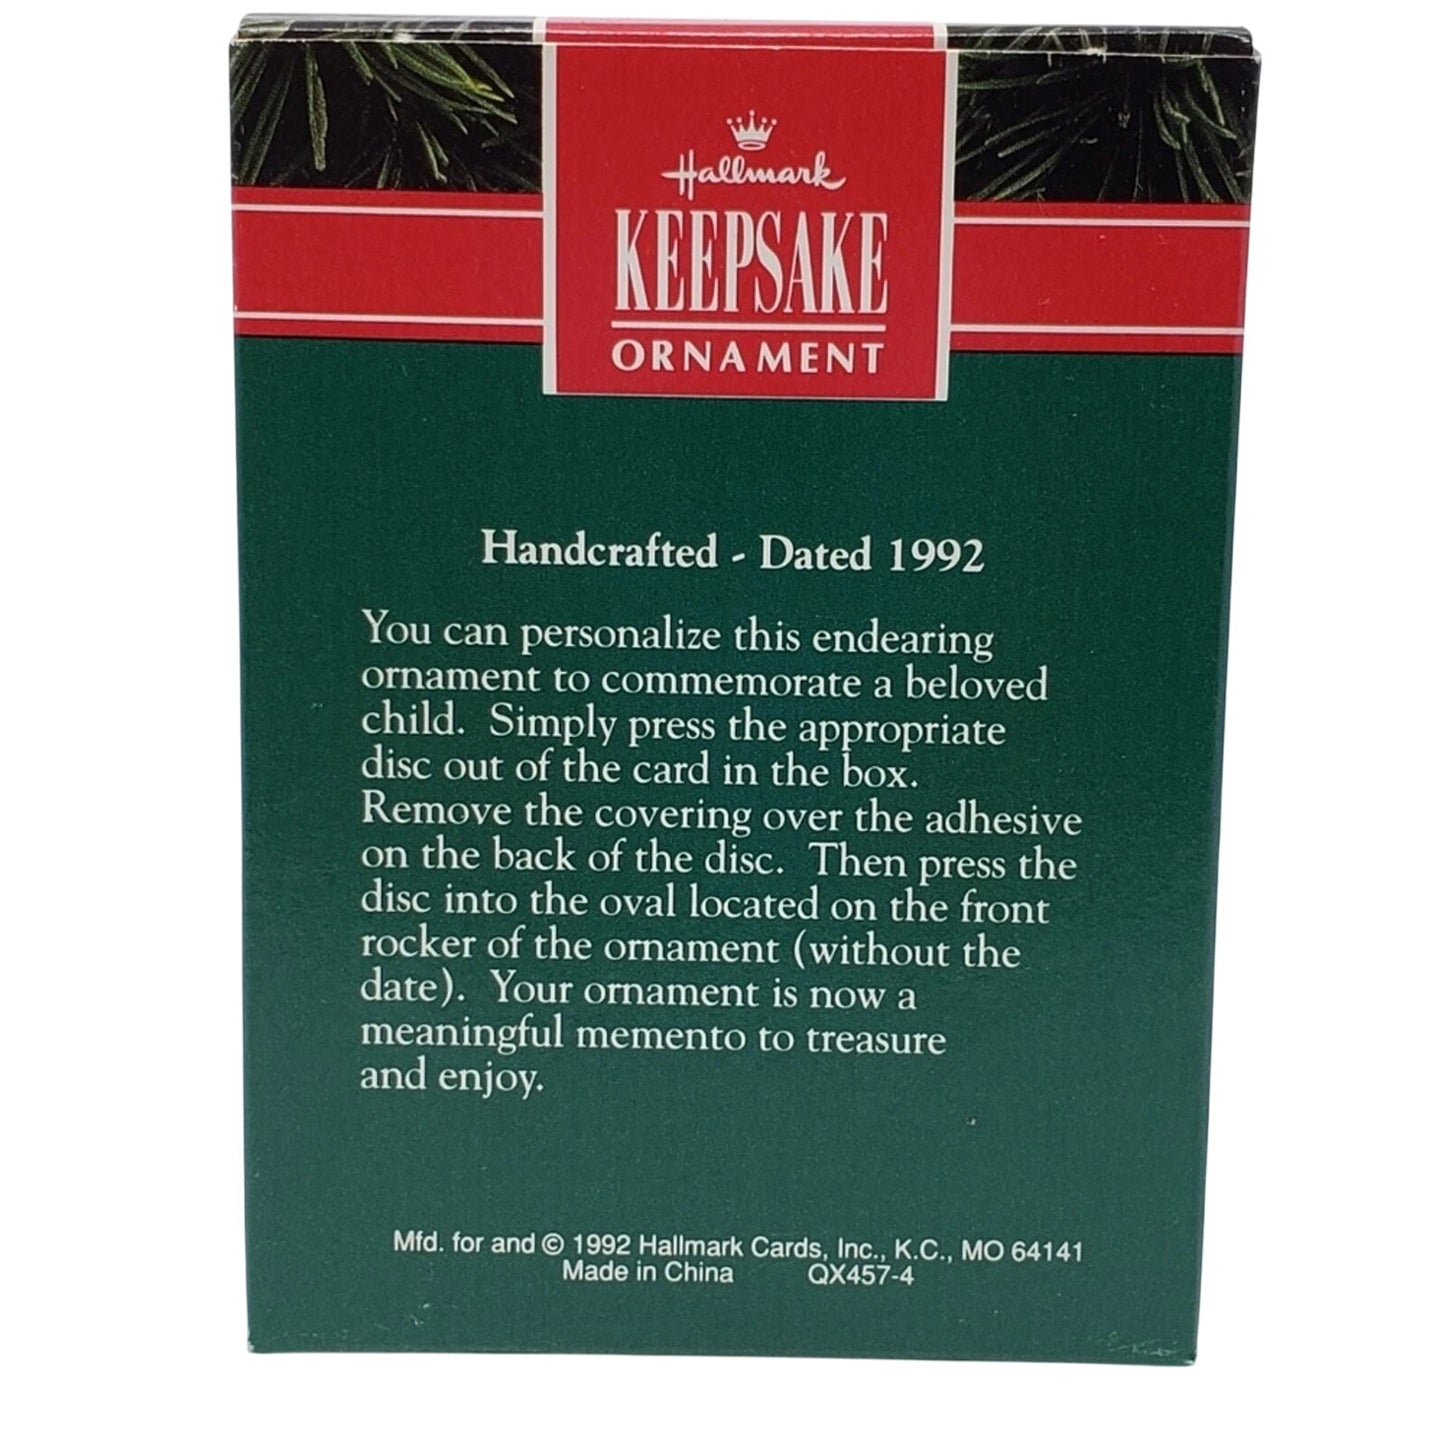 Hallmark
KEEPSAKE
ORNAMENT
Handcrafted - Dated 1992
You can personalize this endearing
ornament to commemorate a beloved
child.  Simply press the appropriate
disc out of the card in the box.
Remove the covering over the adhesive
on the back of the disc.  Then press the
disc into the oval located on the front
rocker of the ornament (without the
date).  Your ornament is now a
meaningful memento to treasure
and enjoy.
Mfd. for and © 1992 Hallmark Cards, Inc., K.C., MO 64141
Made in China QX457-4